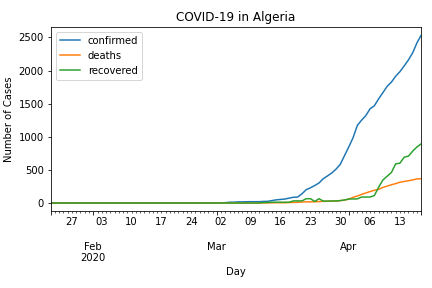 COVID-19 in Algeria
confirmed
deaths
recovered
Number of Cases
2500
2000
1500
1000
500
0
27 03 10 17 24 02 09 16 23 30 06 13
Feb Mar Apr
2020
Day